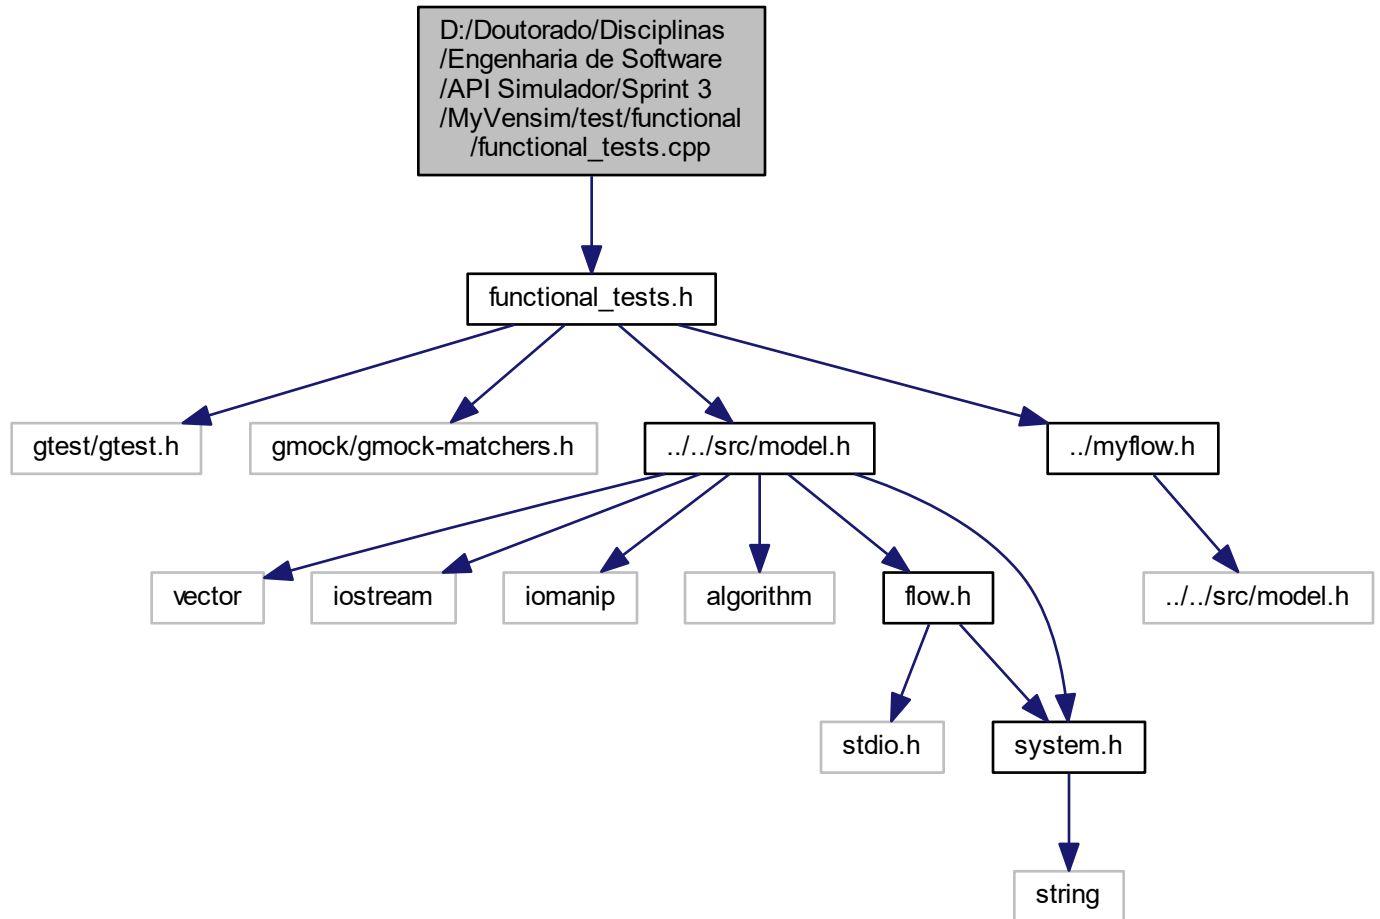 D:/Doutorado/Disciplinas
/Engenharia de Software
/API Simulador/Sprint 3
/MyVensim/test/functional
/functional_tests.cpp
functional_tests.h
gtest/gtest.h
gmock/gmock-matchers.h
../../src/model.h
../myflow.h
vector
iostream
iomanip
algorithm
flow.h
../../src/model.h
stdio.h
system.h
string